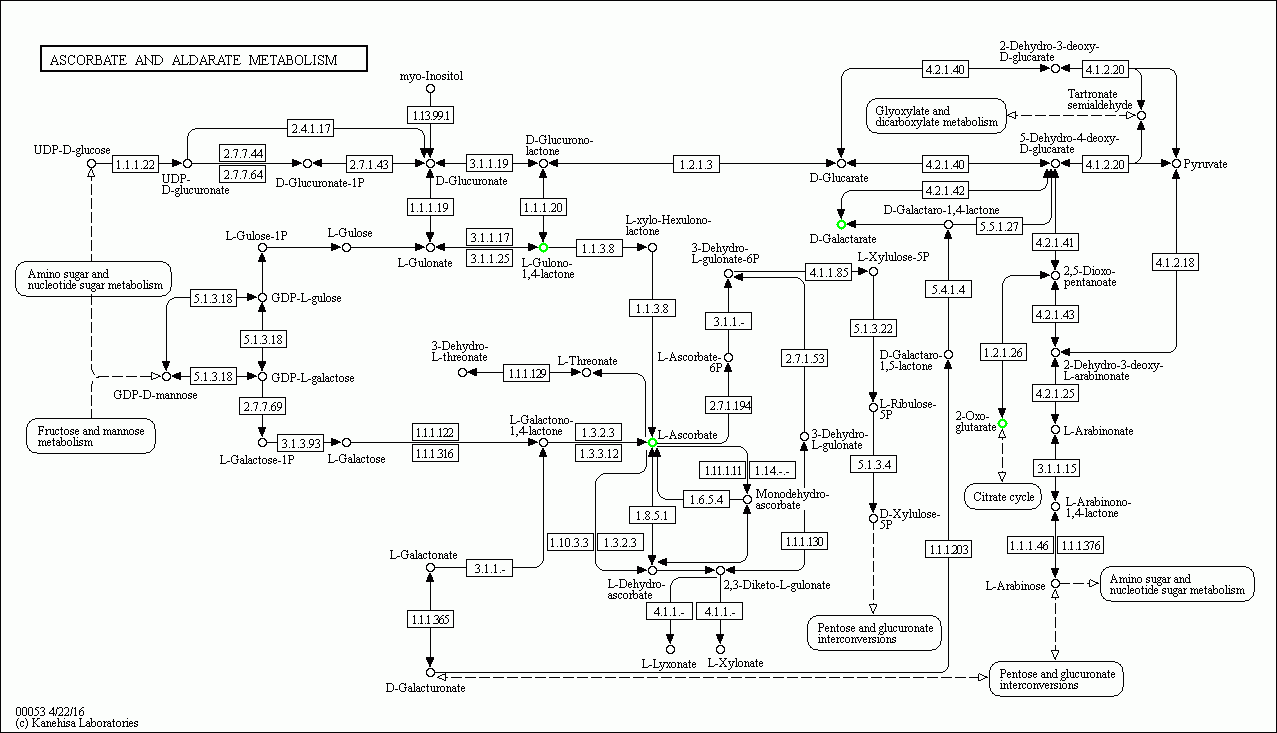 ASCORBATE AND ALDARATE METABOLISM
2-Dehydro-3-deoxy-
D-glucarate
4.2.1.40
4.1.2.20
myo-Inositol
Tartronate
semialdehyde
Glyoxylate and
dicarboxylate metabolism
1.13.99.1
2.4.1.17
D-Glucurono-
lactone
5-Dehydro-4-deoxy-
D-glucarate
UDP-D-glucose
1.1.1.22
2.7.7.44
2.7.7.64
2.7.1.43
3.1.1.19
1.2.1.3
4.2.1.40
4.1.2.20
Pyruvate
UDP-
D-glucuronate
D-Glucuronate-1P
D-Glucuronate
D-Glucarate
4.2.1.42
1.1.1.19
1.1.1.20
L-xylo-Hexulono-
lactone
D-Galactaro-1,4-lactone
D-Galactarate
5.5.1.27
L-Gulose-1P
L-Gulose
3.1.1.17
3.1.1.25
1.1.3.8
3-Dehydro-
L-gulonate-6P
L-Xylulose-5P
4.2.1.41
L-Gulonate
L-Gulono-
1,4-lactone
4.1.1.85
4.1.2.18
Amino sugar and
nucleotide sugar metabolism
2,5-Dioxo-
pentanoate
5.1.3.18
GDP-L-gulose
5.4.1.4
1.1.3.8
3.1.1.-
5.1.3.22
4.2.1.43
5.1.3.18
3-Dehydro-
L-threonate
L-Threonate
L-Ascorbate-
6P
2.7.1.53
D-Galactaro-
1,5-lactone
1.2.1.26
2-Dehydro-3-deoxy-
L-arabinonate
5.1.3.18
GDP-L-galactose
1.1.1.129
GDP-D-mannose
4.2.1.25
2.7.7.69
2.7.1.194
L-Ribulose-
5P
2-Oxo-
glutarate
Fructose and mannose
metabolism
L-Galactono-
1,4-lactone
L-Arabinonate
3.1.3.93
1.1.1.122
1.1.1.316
1.3.2.3
1.3.3.12
L-Ascorbate
3-Dehydro-
L-gulonate
L-Galactose-1P
L-Galactose
5.1.3.4
3.1.1.15
1.11.1.11
1.14.-.-
Citrate cycle
1.6.5.4
Monodehydro-
ascorbate
L-Arabinono-
1,4-lactone
1.8.5.1
D-Xylulose-
5P
1.10.3.3
1.3.2.3
1.1.1.130
1.1.1.203
1.1.1.46
1.1.1.376
L-Galactonate
3.1.1.-
L-Dehydro-
ascorbate
2,3-Diketo-L-gulonate
L-Arabinose
Amino sugar and
nucleotide sugar metabolism
4.1.1.-
4.1.1.-
1.1.1.365
Pentose and glucuronate
interconversions
L-Lyxonate
L-Xylonate
D-Galacturonate
Pentose and glucuronate
interconversions
00053 4/22/16
(c) Kanehisa Laboratories